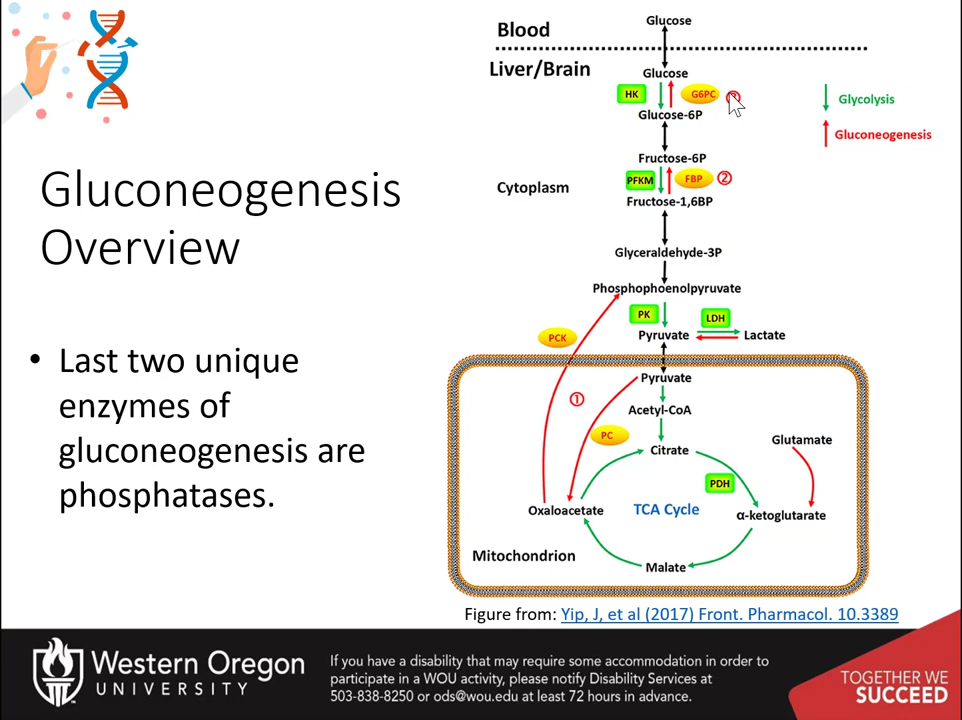 Gluconeogenesis
Overview
• Last two unique
enzymes of
gluconeogenesis are
phosphatases.
Blood
Glucose
Liver/Brain
Glucose
HK
G6PC
Glucose-6P
Glycolysis
Gluconeogenesis
Fructose-6P
Cytoplasm
PFKM
FBP
②
Fructose-1,6BP
Glyceraldehyde-3P
Phosphophoenolpyruvate
PK
LDH
PCK
Pyruvate
Lactate
Pyruvate
①
Acetyl-CoA
PC
Citrate
Glutamate
PDH
Oxaloacetate
TCA Cycle
α-ketoglutarate
Mitochondrion
Malate
Figure from: Yip, J, et al (2017) Front. Pharmacol. 10.3389
Western Oregon
UNIVERSITY
If you have a disability that may require some accommodation in order to
participate in a WOU activity, please notify Disability Services at
503-838-8250 or ods@wou.edu at least 72 hours in advance.
TOGETHER WE
SUCCEED